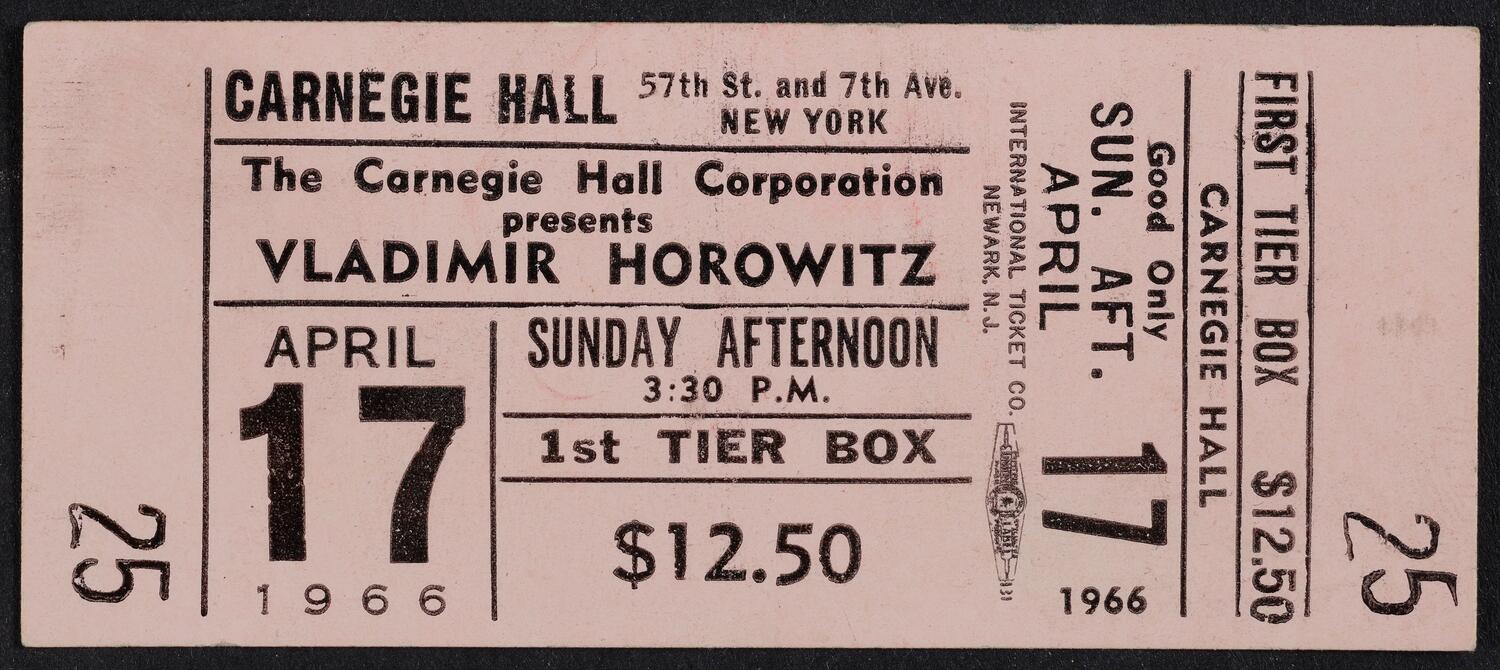 25
CARNEGIE HALL 57th St. and 7th Ave.
NEW YORK
The Carnegie Hall Corporation
presents
VLADIMIR HOROWITZ
APRIL
17
1966
SUNDAY AFTERNOON
3:30 P.M.
1st TIER BOX
$12.50
INTERNATIONAL TICKET CO.
NEWARK, N.J.
Good Only
SUN. AFT.
APRIL 17
1966
CARNEGIE HALL
FIRST TIER BOX $12.50
25